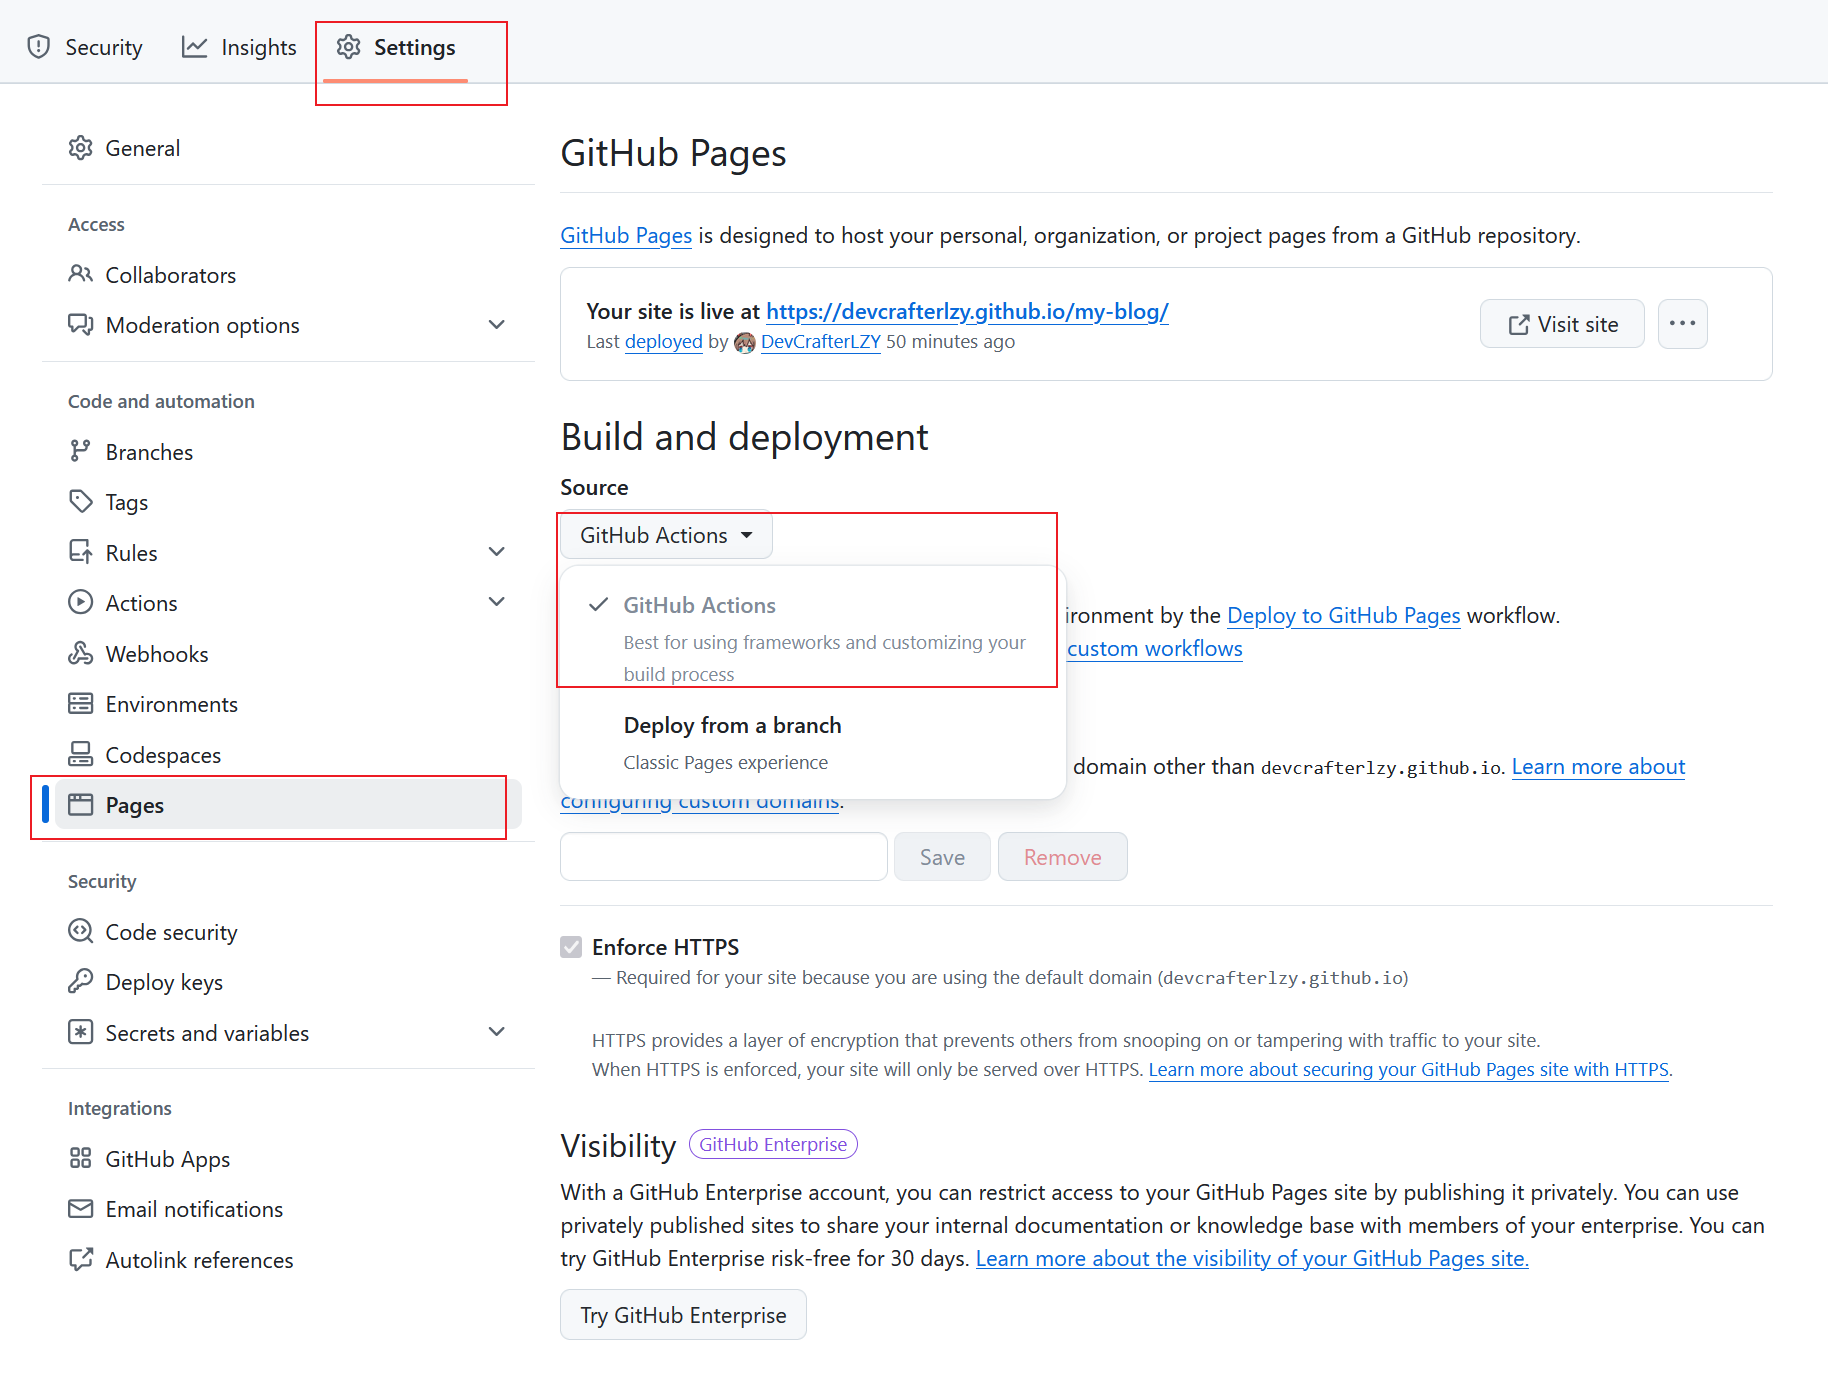 Security
Insights
Settings
General
Access
Collaborators
Moderation options
Code and automation
Branches
Tags
Rules
Actions
Webhooks
Environments
Codespaces
Pages
Security
Code security
Deploy keys
Secrets and variables
Integrations
GitHub Apps
Email notifications
Autolink references
GitHub Pages
GitHub Pages is designed to host your personal, organization, or project pages from a GitHub repository.
Your site is live at https://devcrafterlzy.github.io/my-blog/
Last deployed by DevCrafterLZY 50 minutes ago
Visit site
...
Build and deployment
Source
GitHub Actions
GitHub Actions
Best for using frameworks and customizing your
build process
Deploy from a branch
Classic Pages experience
ironment by the Deploy to GitHub Pages workflow.
custom workflows
domain other than devcrafterlzy.github.io. Learn more about
configuring custom domains.
Save
Remove
Enforce HTTPS
— Required for your site because you are using the default domain (devcrafterlzy.github.io)
HTTPS provides a layer of encryption that prevents others from snooping on or tampering with traffic to your site.
When HTTPS is enforced, your site will only be served over HTTPS. Learn more about securing your GitHub Pages site with HTTPS.
Visibility GitHub Enterprise
With a GitHub Enterprise account, you can restrict access to your GitHub Pages site by publishing it privately. You can use
privately published sites to share your internal documentation or knowledge base with members of your enterprise. You can
try GitHub Enterprise risk-free for 30 days. Learn more about the visibility of your GitHub Pages site.
Try GitHub Enterprise